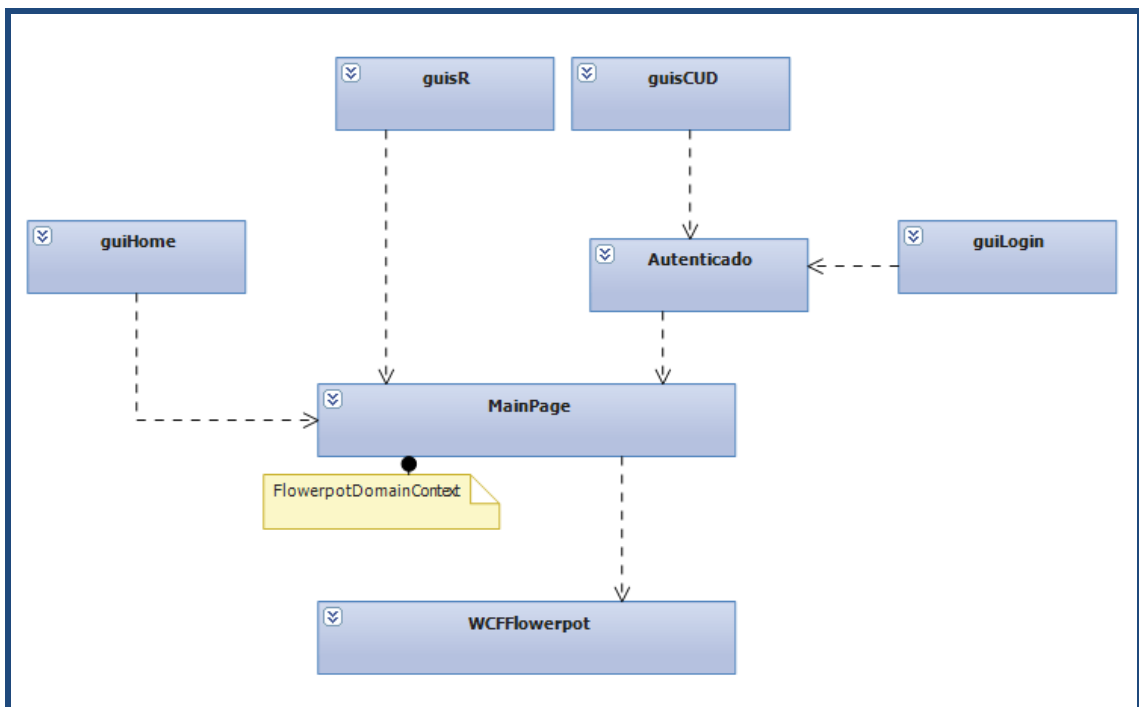 guisR
guisCUD
guiHome
Autenticado
guiLogin
MainPage
FlowerpotDomainContext
WCFFlowerpot